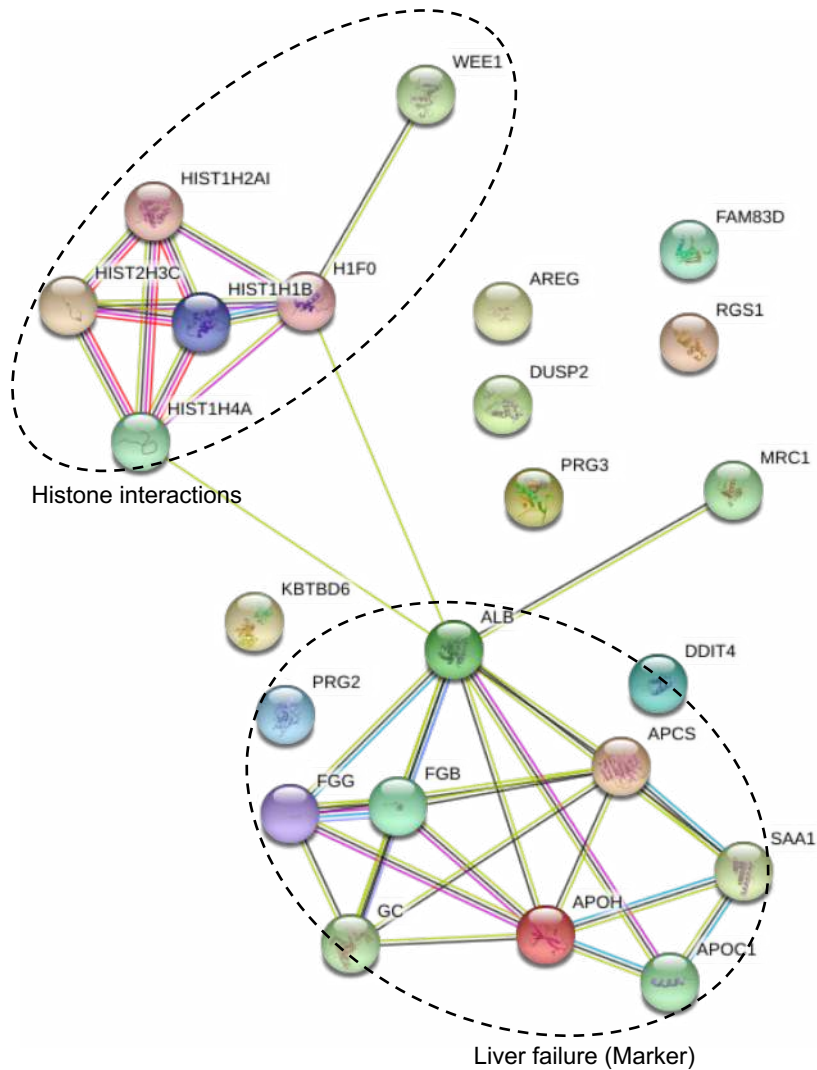 WEE1
HIST1H2AI
FAM83D
HIST2H3C
HIST1H1B
H1F0
AREG
RGS1
DUSP2
HIST1H4A
PRG3
MRC1
Histone interactions
KBTBD6
ALB
DDIT4
PRG2
APCS
FGG
FGB
SAA1
GC
APOH
APOC1
Liver failure (Marker)